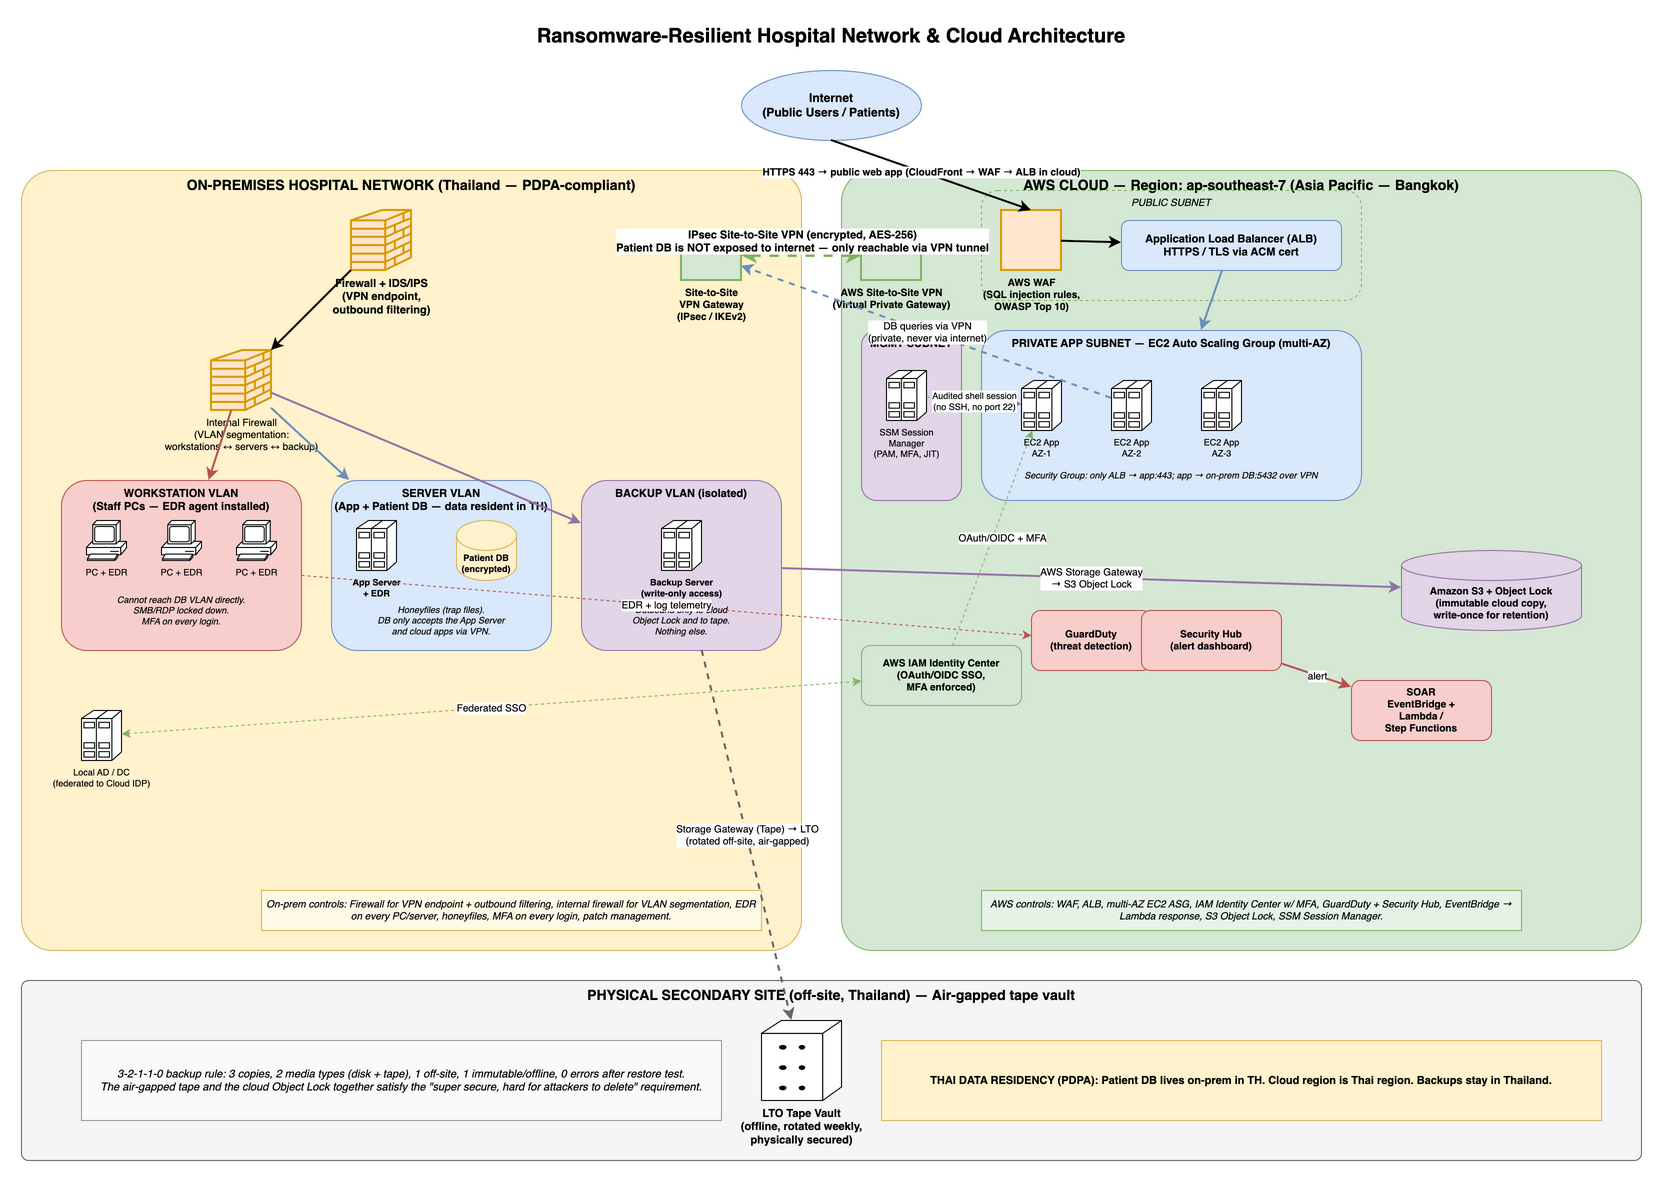 Ransomware-Resilient Hospital Network & Cloud Architecture
Internet
(Public Users / Patients)
HTTPS 443 → public web app (CloudFront → WAF → ALB in cloud)
ON-PREMISES HOSPITAL NETWORK (Thailand — PDPA-compliant)
Firewall + IDS/IPS
(VPN endpoint,
outbound filtering)
Internal Firewall
(VLAN segmentation:
workstations ↔ servers ↔ backup)
IPsec Site-to-Site VPN (encrypted, AES-256)
Patient DB is NOT exposed to internet — only reachable via VPN tunnel
Site-to-Site
VPN Gateway
(IPsec / IKEv2)
WORKSTATION VLAN
(Staff PCs — EDR agent installed)
PC + EDR
PC + EDR
PC + EDR
Cannot reach DB VLAN directly.
SMB/RDP locked down.
MFA on every login.
SERVER VLAN
(App + Patient DB — data resident in TH)
App Server
+ EDR
Patient DB
(encrypted)
Honeyfiles (trap files).
DB only accepts the App Server
and cloud apps via VPN.
BACKUP VLAN (isolated)
Backup Server
(write-only access)
EDR + log telemetry
Outbound only to cloud
Object Lock and to tape.
Nothing else.
Local AD / DC
(federated to Cloud IDP)
Federated SSO
Storage Gateway (Tape) → LTO
(rotated off-site, air-gapped)
On-prem controls: Firewall for VPN endpoint + outbound filtering, internal firewall for VLAN segmentation, EDR
on every PC/server, honeyfiles, MFA on every login, patch management.
AWS CLOUD — Region: ap-southeast-7 (Asia Pacific — Bangkok)
PUBLIC SUBNET
AWS WAF
(SQL injection rules,
OWASP Top 10)
Application Load Balancer (ALB)
HTTPS / TLS via ACM cert
AWS Site-to-Site VPN
(Virtual Private Gateway)
DB queries via VPN
(private, never via internet)
MGMT SUBNET
SSM Session
Manager
(PAM, MFA, JIT)
Audited shell session
(no SSH, no port 22)
PRIVATE APP SUBNET — EC2 Auto Scaling Group (multi-AZ)
EC2 App
AZ-1
EC2 App
AZ-2
EC2 App
AZ-3
Security Group: only ALB → app:443; app → on-prem DB:5432 over VPN
OAuth/OIDC + MFA
AWS Storage Gateway
→ S3 Object Lock
Amazon S3 + Object Lock
(immutable cloud copy,
write-once for retention)
GuardDuty
(threat detection)
Security Hub
(alert dashboard)
alert
SOAR
EventBridge +
Lambda /
Step Functions
AWS IAM Identity Center
(OAuth/OIDC SSO,
MFA enforced)
AWS controls: WAF, ALB, multi-AZ EC2 ASG, IAM Identity Center w/ MFA, GuardDuty + Security Hub, EventBridge →
Lambda response, S3 Object Lock, SSM Session Manager.
PHYSICAL SECONDARY SITE (off-site, Thailand) — Air-gapped tape vault
3-2-1-1-0 backup rule: 3 copies, 2 media types (disk + tape), 1 off-site, 1 immutable/offline, 0 errors after restore test.
The air-gapped tape and the cloud Object Lock together satisfy the "super secure, hard for attackers to delete" requirement.
LTO Tape Vault
(offline, rotated weekly,
physically secured)
THAI DATA RESIDENCY (PDPA): Patient DB lives on-prem in TH. Cloud region is Thai region. Backups stay in Thailand.